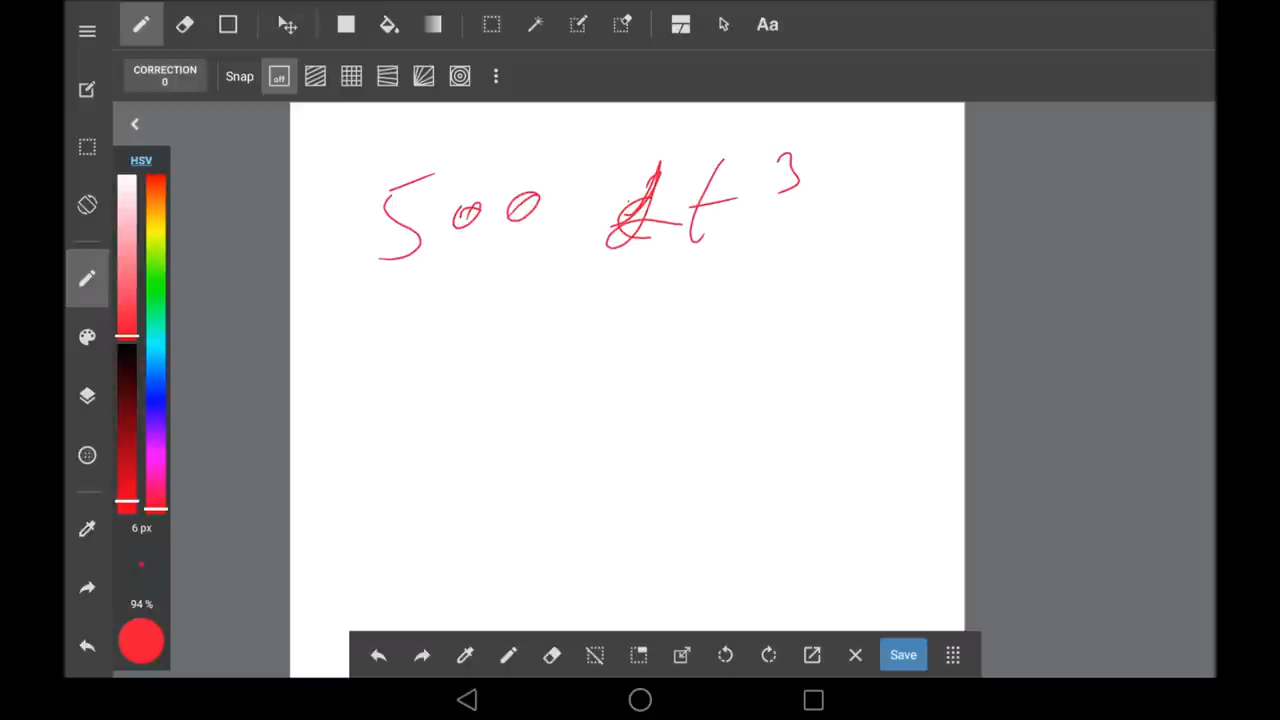 Aa
CORRECTION
0
Snap
off
HSV
500 ft³
6 px
94 %
Save